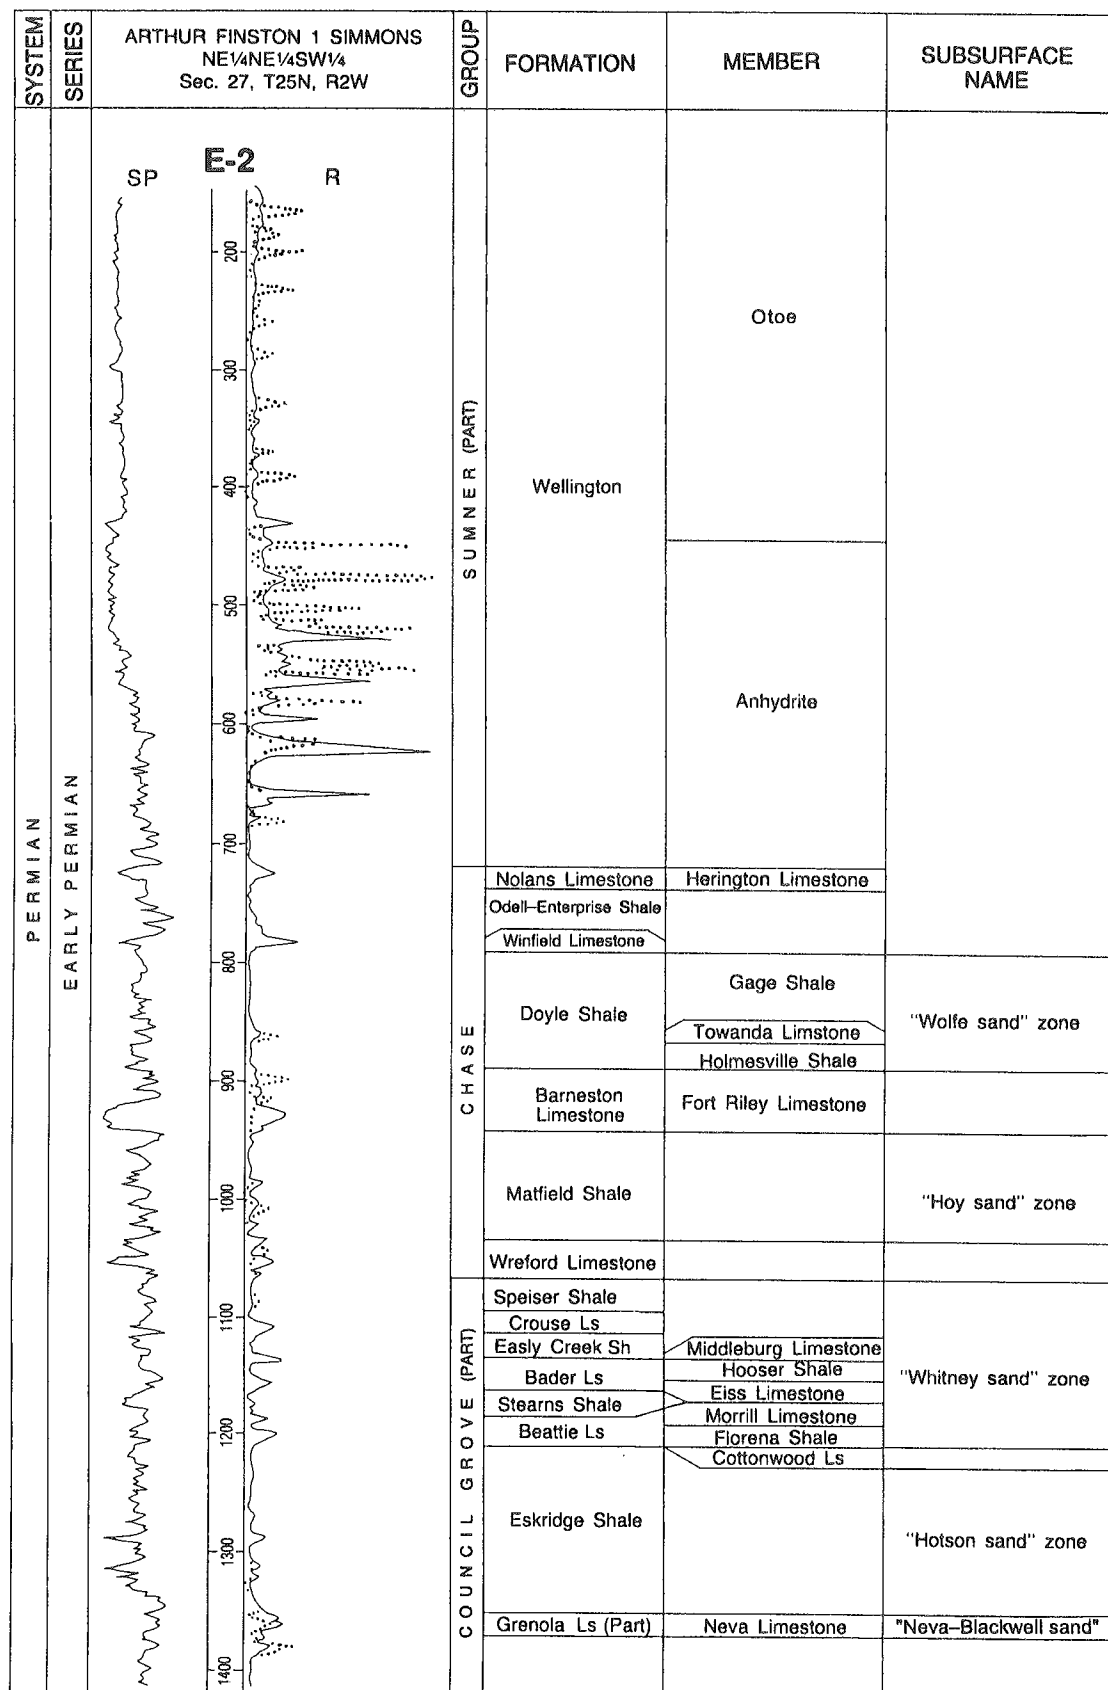 SYSTEM
SERIES
ARTHUR FINSTON 1 SIMMONS
NE¼NE¼SW¼
Sec. 27, T25N, R2W
GROUP
FORMATION
MEMBER
SUBSURFACE
NAME
E-2
SP
R
200
300
400
500
600
700
800
900
1000
1100
1200
1300
1400
PERMIAN
EARLY PERMIAN
SUMNER (PART)
CHASE
COUNCIL GROVE (PART)
Wellington
Otoe
Anhydrite
Nolans Limestone
Herington Limestone
Odell–Enterprise Shale
Winfield Limestone
Doyle Shale
Gage Shale
Towanda Limstone
Holmesville Shale
"Wolfe sand" zone
Barneston
Limestone
Fort Riley Limestone
Matfield Shale
"Hoy sand" zone
Wreford Limestone
Speiser Shale
Crouse Ls
Easly Creek Sh
Middleburg Limestone
Bader Ls
Hooser Shale
Eiss Limestone
"Whitney sand" zone
Stearns Shale
Morrill Limestone
Beattie Ls
Florena Shale
Cottonwood Ls
Eskridge Shale
"Hotson sand" zone
Grenola Ls (Part)
Neva Limestone
"Neva–Blackwell sand"